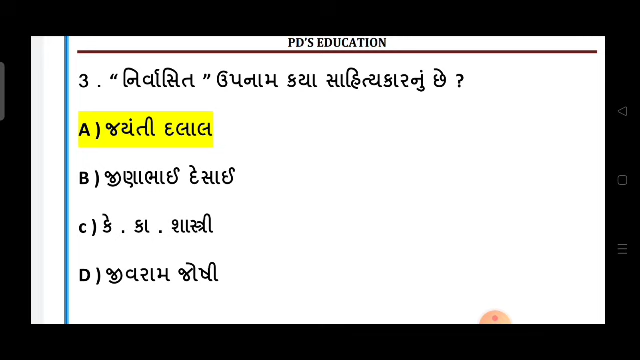 PD'S EDUCATION
3 . “ નિર્વાસિત ” ઉપનામ કયા સાહિત્યકારનું છે ?
A ) જયંતી દલાલ
B ) જીણાભાઈ દેસાઈ
c ) કે . કા . શાસ્ત્રી
D ) જીવરામ જોષી